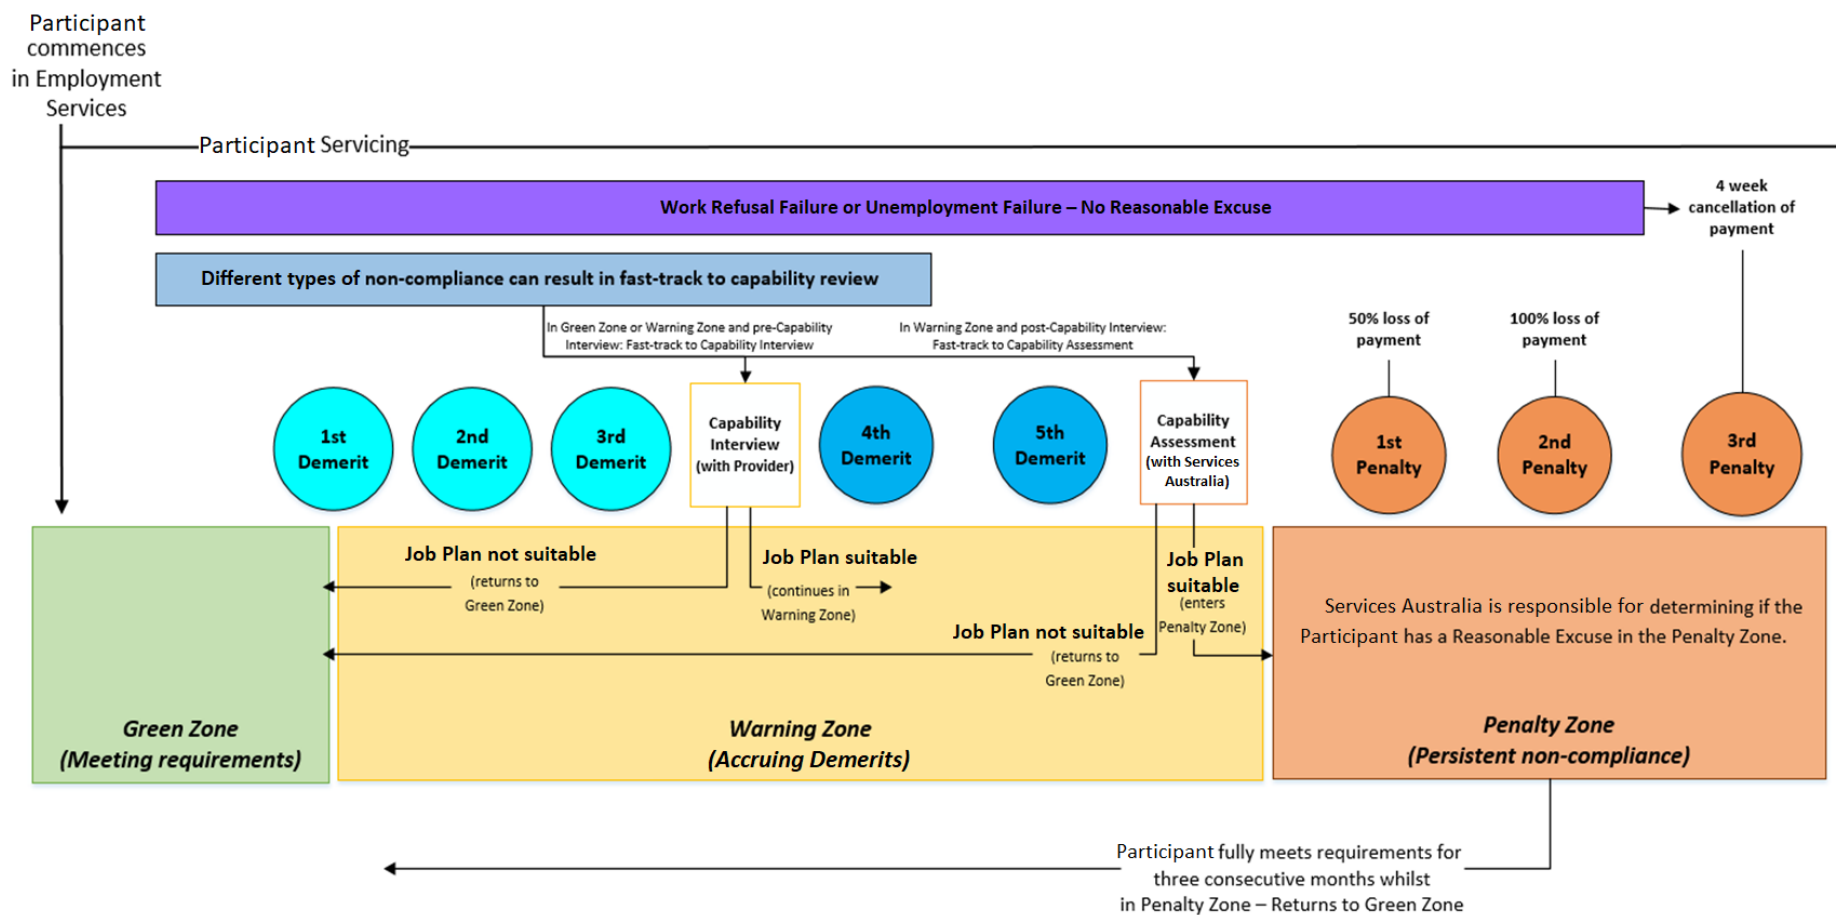 Participant
commences
in Employment
Services
Participant Servicing
Work Refusal Failure or Unemployment Failure – No Reasonable Excuse
4 week
cancellation of
payment
Different types of non-compliance can result in fast-track to capability review
In Green Zone or Warning Zone and pre-Capability
Interview: Fast-track to Capability Interview
In Warning Zone and post-Capability Interview:
Fast-track to Capability Assessment
50% loss of
payment
100% loss of
payment
1st
Demerit
2nd
Demerit
3rd
Demerit
Capability
Interview
(with Provider)
4th
Demerit
5th
Demerit
Capability
Assessment
(with Services
Australia)
1st
Penalty
2nd
Penalty
3rd
Penalty
Job Plan not suitable
(returns to
Green Zone)
Job Plan suitable
(continues in
Warning Zone)
Job Plan
suitable
(enters
Penalty Zone)
Job Plan not suitable
(returns to
Green Zone)
Services Australia is responsible for determining if the
Participant has a Reasonable Excuse in the Penalty Zone.
Green Zone
(Meeting requirements)
Warning Zone
(Accruing Demerits)
Penalty Zone
(Persistent non-compliance)
Participant fully meets requirements for
three consecutive months whilst
in Penalty Zone – Returns to Green Zone